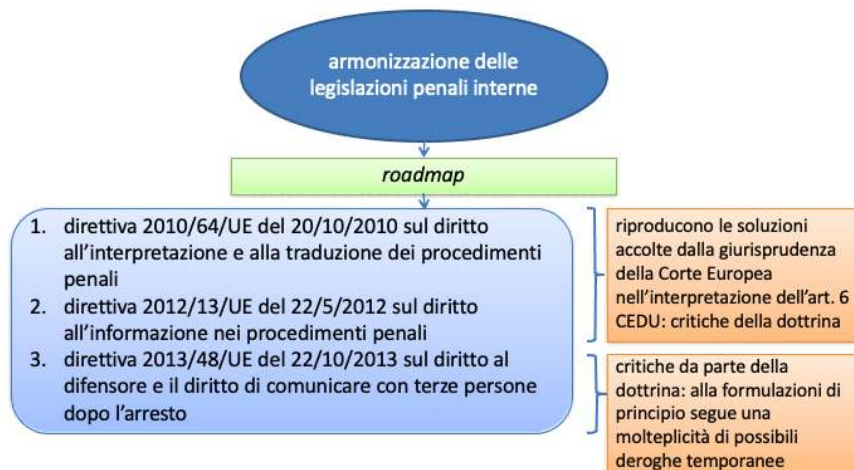 armonizzazione delle
legislazioni penali interne
roadmap
1. direttiva 2010/64/UE del 20/10/2010 sul diritto
all'interpretazione e alla traduzione dei procedimenti
penali
2. direttiva 2012/13/UE del 22/5/2012 sul diritto
all'informazione nei procedimenti penali
3. direttiva 2013/48/UE del 22/10/2013 sul diritto al
difensore e il diritto di comunicare con terze persone
dopo l'arresto
riproducono le soluzioni
accolte dalla giurisprudenza
della Corte Europea
nell'interpretazione dell'art. 6
CEDU: critiche della dottrina
critiche da parte della
dottrina: alla formulazioni di
principio segue una
molteplicità di possibili
deroghe temporanee